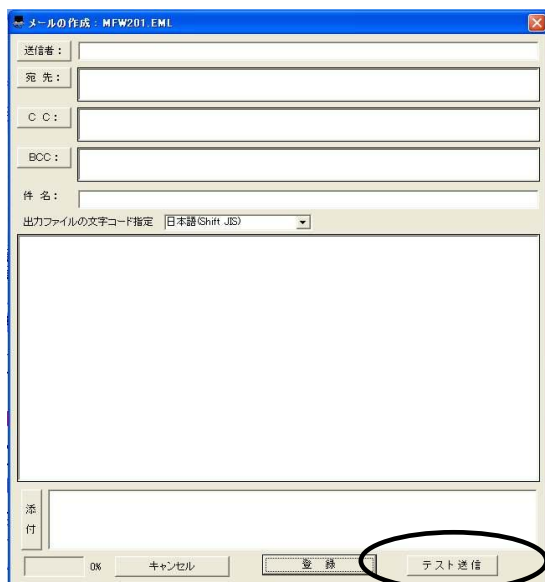 メールの作成：MFW201.EML
送信者：
宛 先：
C C：
BCC：
件 名：
出力ファイルの文字コード指定 日本語(Shift JIS)
添
付
0% キャンセル 登 録 テスト送信